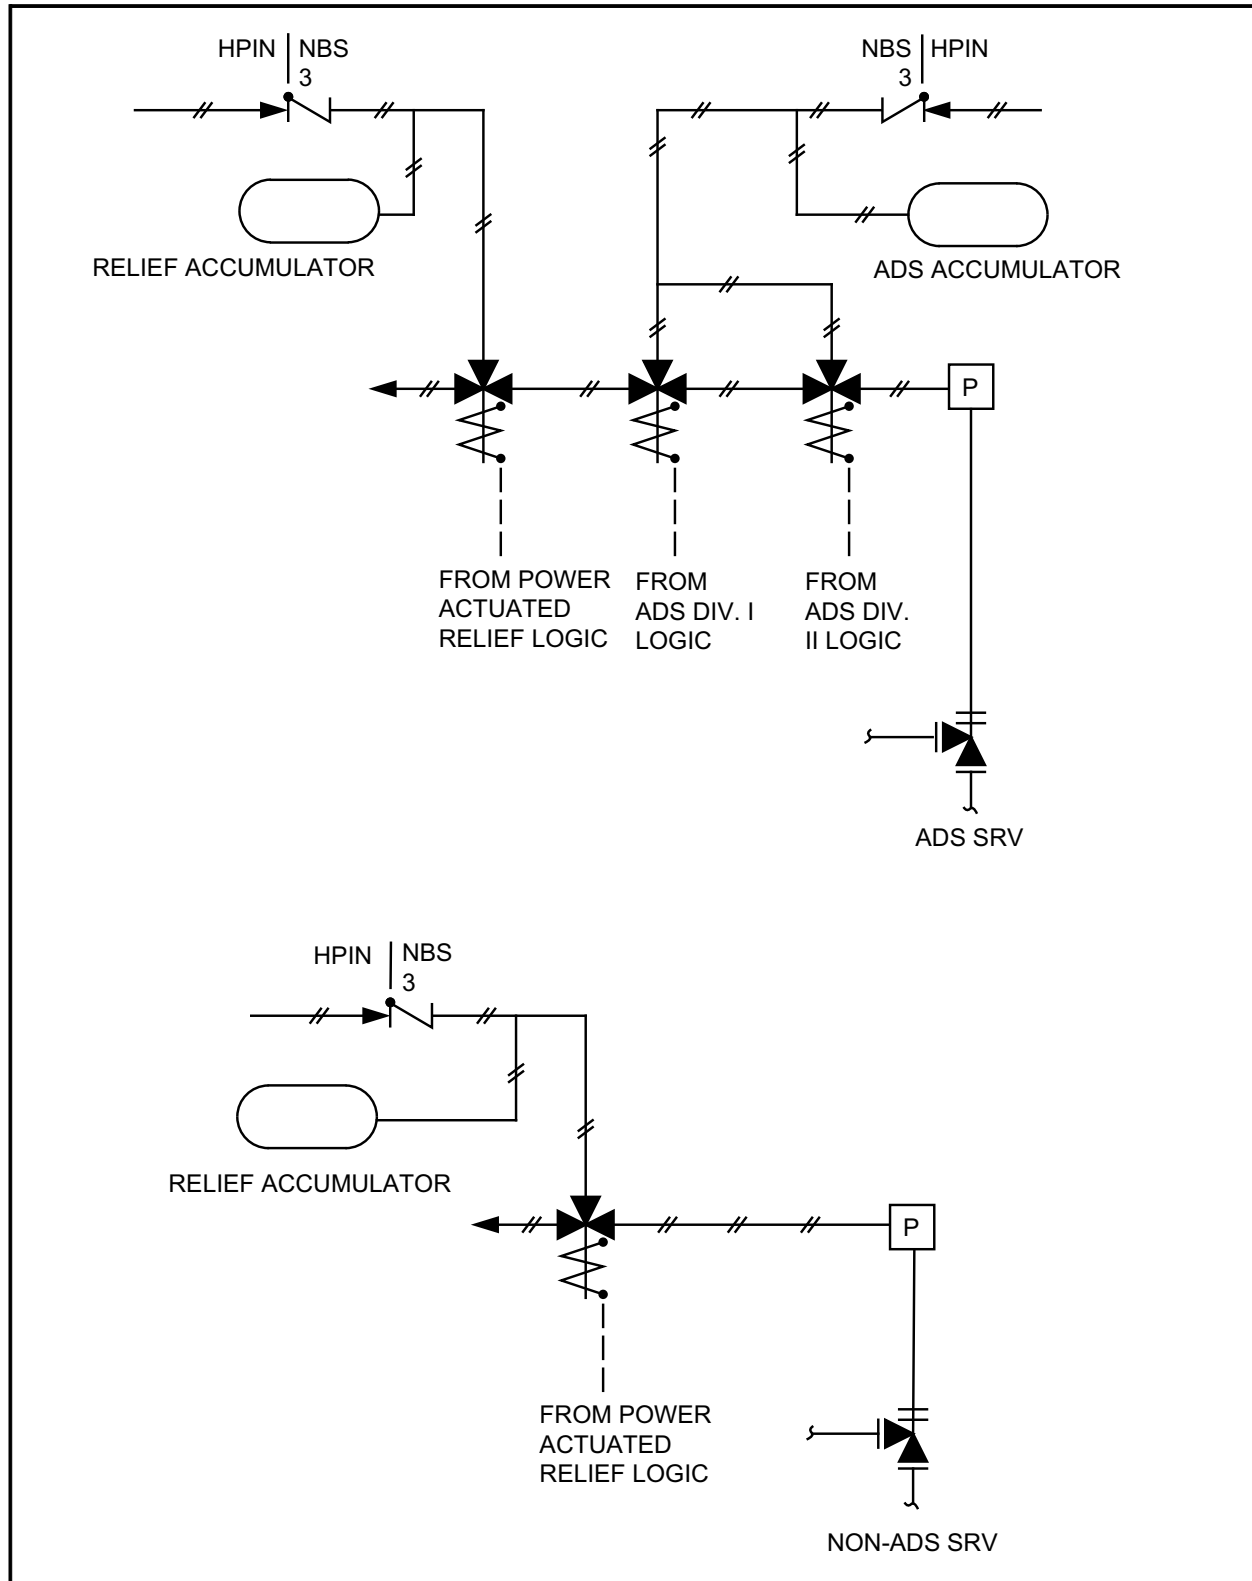 HPIN NBS
3
NBS HPIN
3
RELIEF ACCUMULATOR
ADS ACCUMULATOR
P
FROM POWER
ACTUATED
RELIEF LOGIC
FROM
ADS DIV. I
LOGIC
FROM
ADS DIV.
II LOGIC
ADS SRV
HPIN NBS
3
RELIEF ACCUMULATOR
P
FROM POWER
ACTUATED
RELIEF LOGIC
NON-ADS SRV